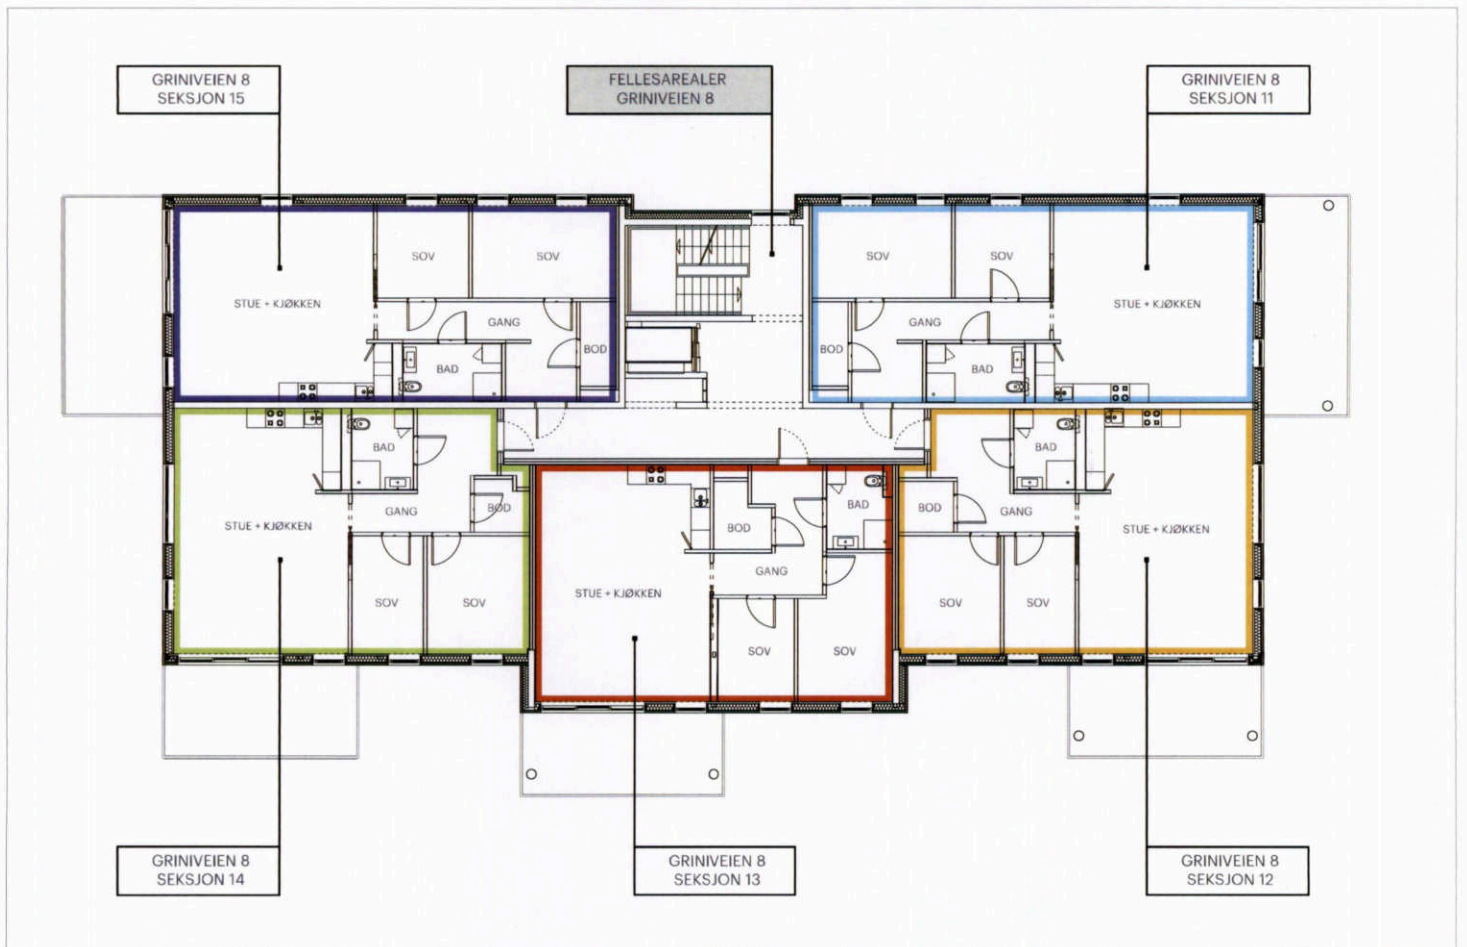 GRINIVEIEN 8
SEKSJON 15
FELLESAREALER
GRINIVEIEN 8
GRINIVEIEN 8
SEKSJON 11
SOV
SOV
STUE + KJØKKEN
GANG
BAD
BOD
SOV
SOV
STUE + KJØKKEN
GANG
BOD
BAD
BAD
STUE + KJØKKEN
GANG
BOD
SOV
SOV
BOD
BAD
GANG
STUE + KJØKKEN
SOV
SOV
BAD
BOD
GANG
STUE + KJØKKEN
SOV
SOV
GRINIVEIEN 8
SEKSJON 14
GRINIVEIEN 8
SEKSJON 13
GRINIVEIEN 8
SEKSJON 12